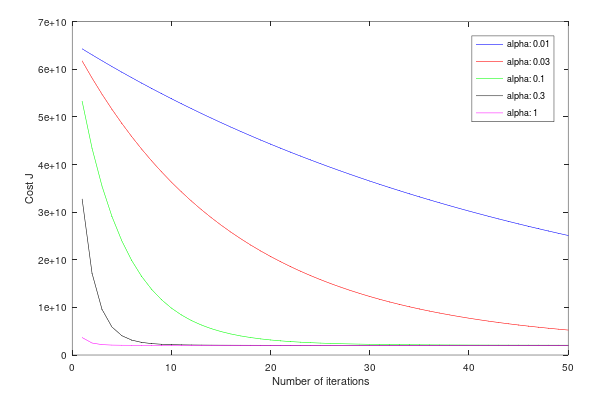 7e+10
6e+10
5e+10
4e+10
3e+10
2e+10
1e+10
0
Cost J
alpha: 0.01
alpha: 0.03
alpha: 0.1
alpha: 0.3
alpha: 1
0 10 20 30 40 50
Number of iterations